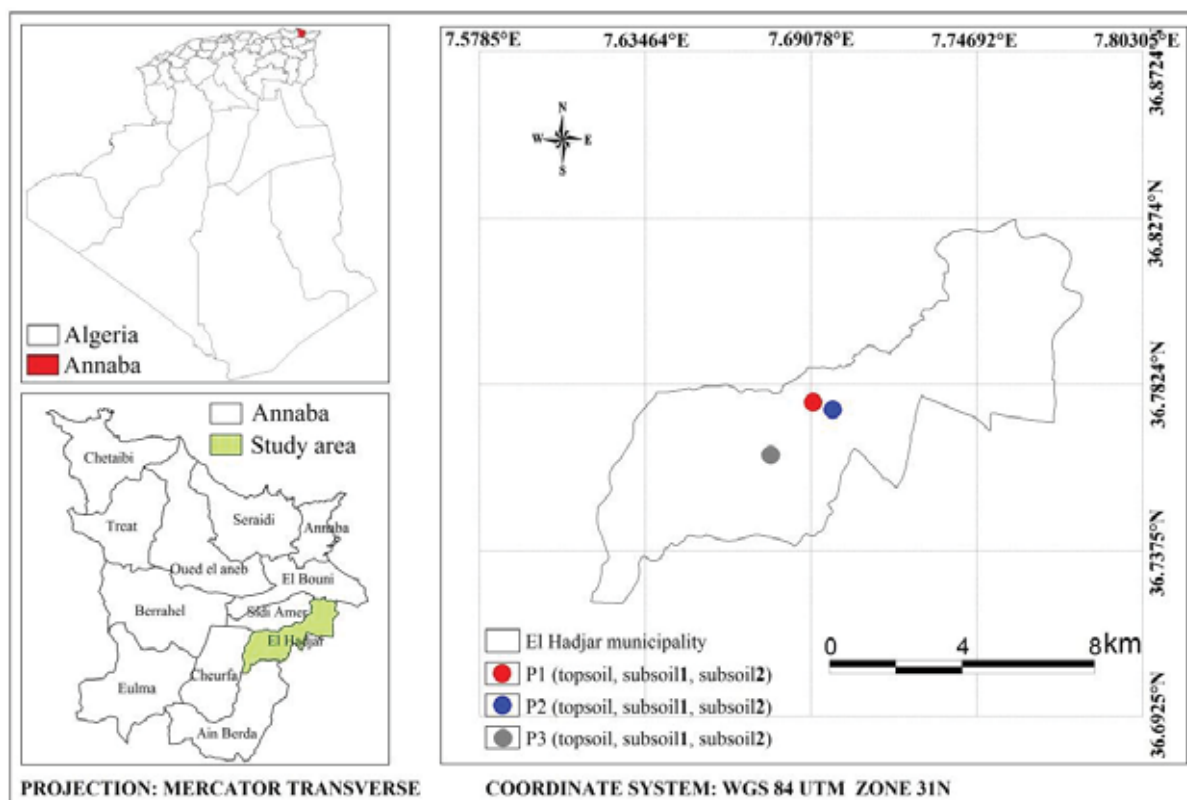 Algeria
Annaba
Annaba
Study area
Chetaibi
Treat
Seraidi
Annaba
Oued el aneb
El Bouni
Berrahel
Sidi Amer
El Hadjar
Cheurfa
Eulma
Ain Berda
7.5785°E 7.63464°E 7.69078°E 7.74692°E 7.80305°E
N
W E
S
36.8724°N
36.8274°N
36.7824°N
36.7375°N
36.6925°N
El Hadjar municipality
P1 (topsoil, subsoil1, subsoil2)
P2 (topsoil, subsoil1, subsoil2)
P3 (topsoil, subsoil1, subsoil2)
0 4 8 km
PROJECTION: MERCATOR TRANSVERSE COORDINATE SYSTEM: WGS 84 UTM ZONE 31N